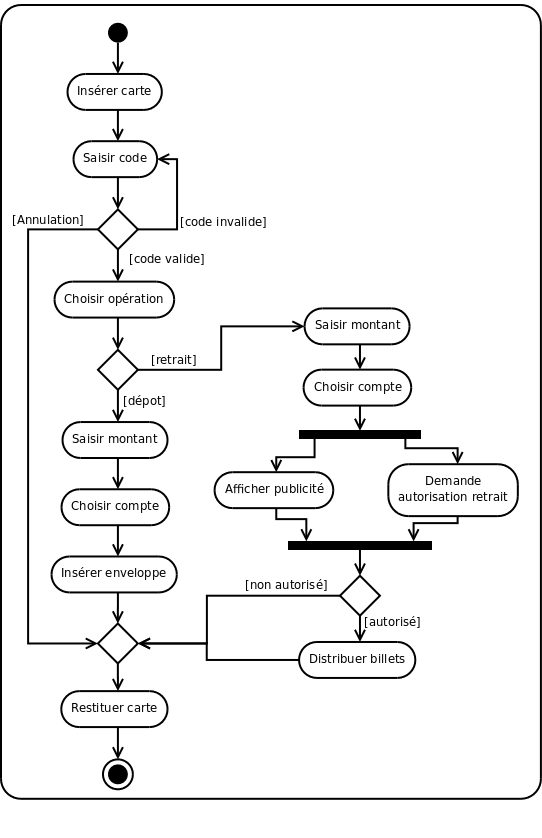 Insérer carte
Saisir code
[Annulation]
[code invalide]
[code valide]
Choisir opération
[retrait]
Saisir montant
Choisir compte
[dépot]
Saisir montant
Choisir compte
Insérer enveloppe
Afficher publicité
Demande
autorisation retrait
[non autorisé]
[autorisé]
Distribuer billets
Restituer carte